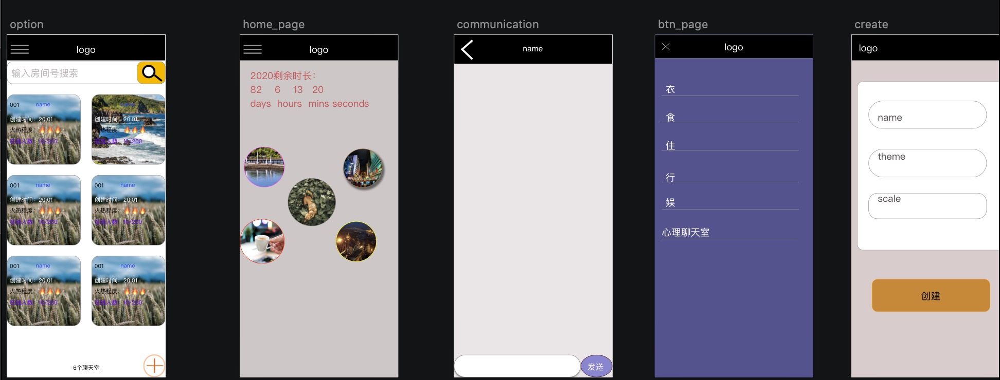 option
logo
输入房间号搜索
001 name
创建时间：20:01
火热程度：🔥🔥🔥
在线人数：10/200
001 name
创建时间：20:01
火热程度：🔥🔥🔥
在线人数：10/200
001 name
创建时间：20:01
火热程度：🔥🔥🔥
在线人数：10/200
001 name
创建时间：20:01
火热程度：🔥🔥🔥
在线人数：10/200
001 name
创建时间：20:01
火热程度：🔥🔥🔥
在线人数：10/200
001 name
创建时间：20:01
火热程度：🔥🔥🔥
在线人数：10/200
6个聊天室
home_page
logo
2020剩余时长：
82 6 13 20
days hours mins seconds
communication
name
发送
btn_page
logo
衣
食
住
行
娱
心理聊天室
create
logo
name
theme
scale
创建